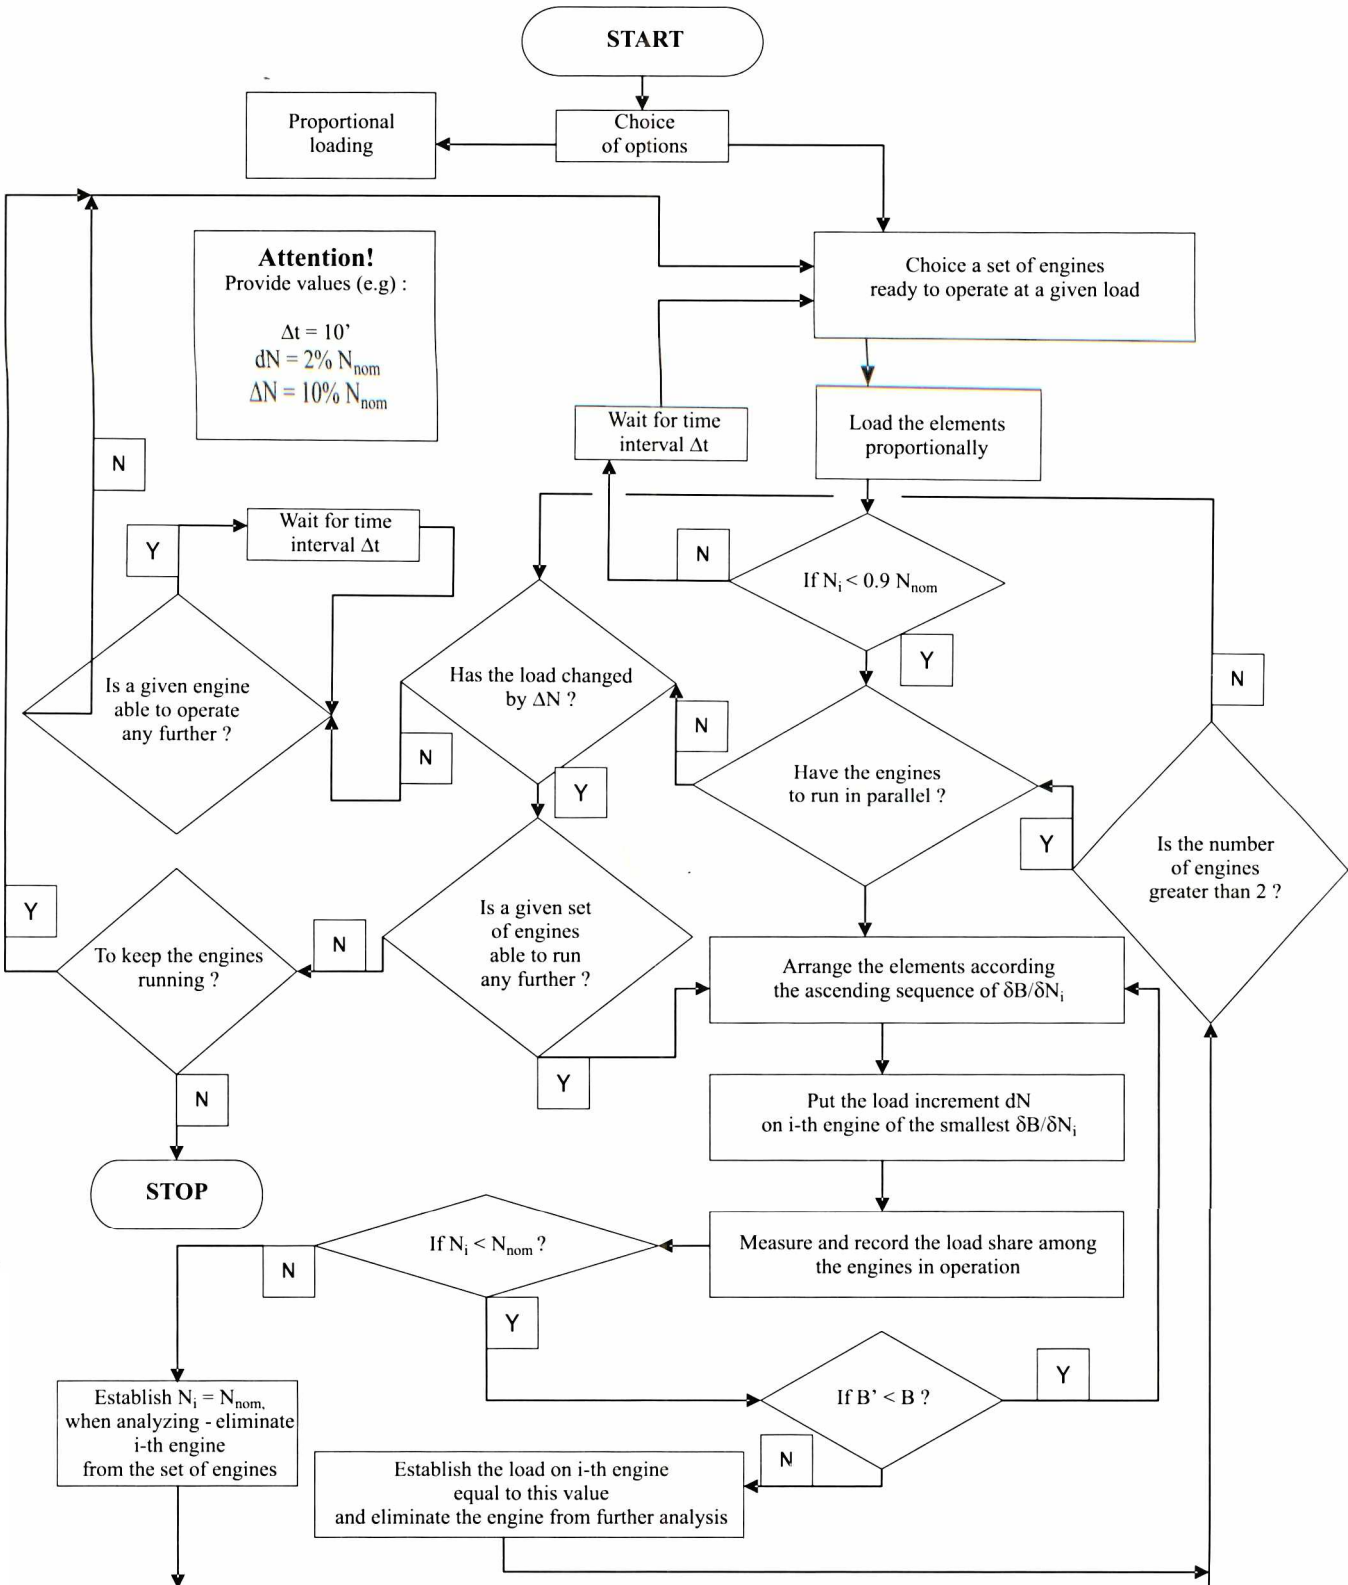 START
Proportional
loading
Choice
of options
Attention!
Provide values (e.g) :
Δt = 10’
dN = 2% Nnom
ΔN = 10% Nnom
Choice a set of engines
ready to operate at a given load
Wait for time
interval Δt
Load the elements
proportionally
N
Wait for time
interval Δt
Y
N
If Ni < 0.9 Nnom
Y
Is a given engine
able to operate
any further ?
Has the load changed
by ΔN ?
N
N
N
Y
Have the engines
to run in parallel ?
Y
Is the number
of engines
greater than 2 ?
Y
To keep the engines
running ?
N
Is a given set
of engines
able to run
any further ?
Arrange the elements according
the ascending sequence of δB/δNi
Y
N
Put the load increment dN
on i-th engine of the smallest δB/δNi
STOP
If Ni < Nnom ?
Measure and record the load share among
the engines in operation
N
Y
If B’ < B ?
Y
Establish Ni = Nnom,
when analyzing - eliminate
i-th engine
from the set of engines
N
Establish the load on i-th engine
equal to this value
and eliminate the engine from further analysis